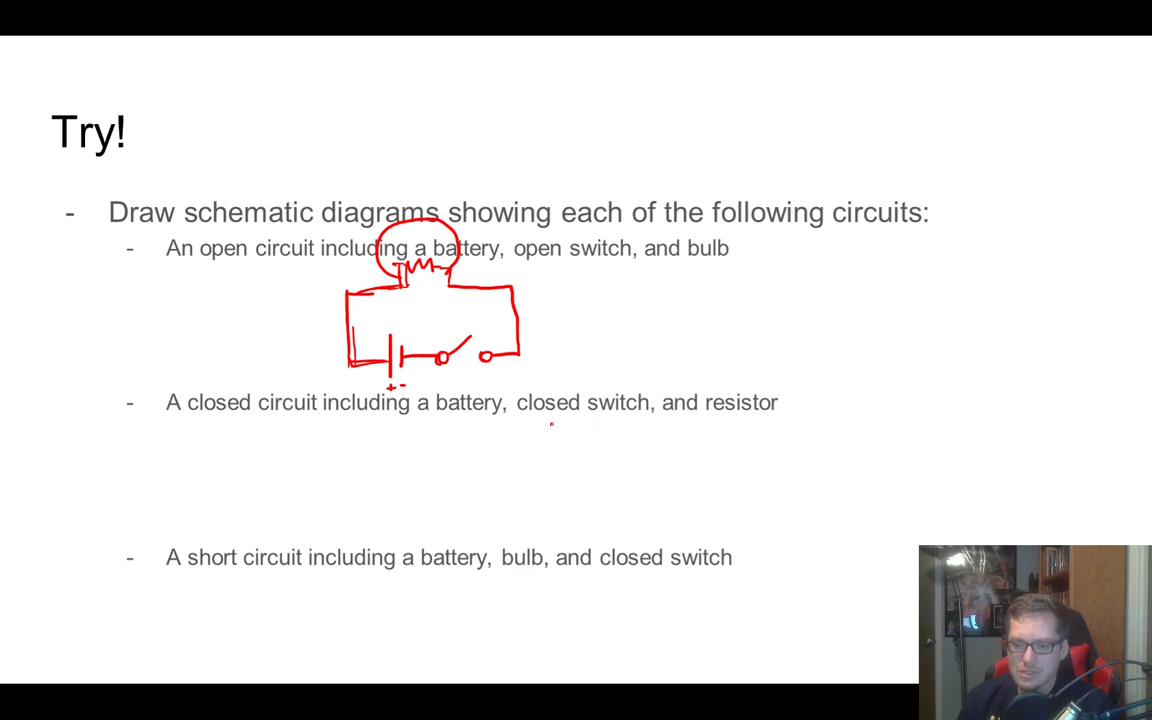 Try!
- Draw schematic diagrams showing each of the following circuits:
- An open circuit including a battery, open switch, and bulb
+ -
- A closed circuit including a battery, closed switch, and resistor
- A short circuit including a battery, bulb, and closed switch